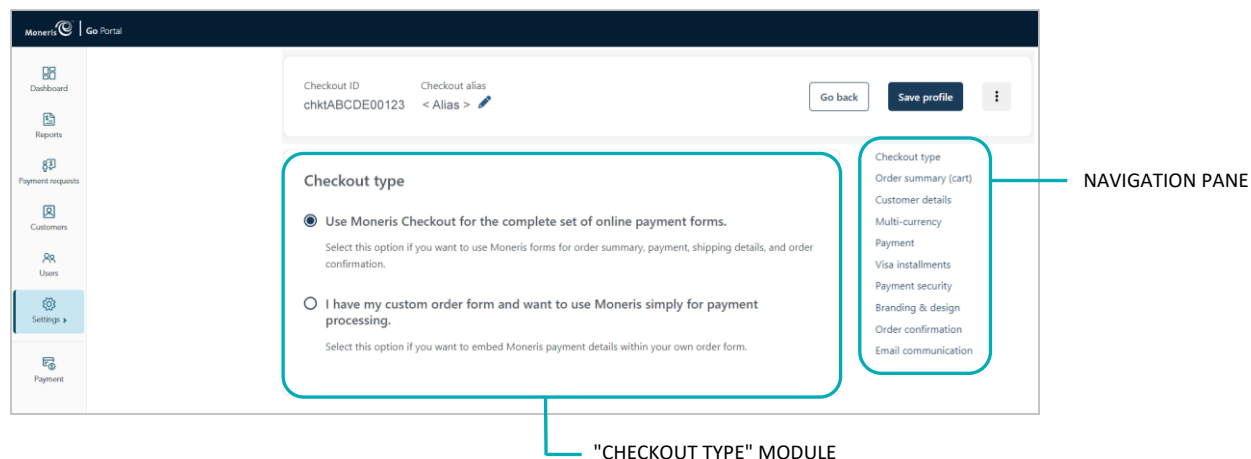 Moneris | Go Portal
Dashboard
Reports
Payment requests
Customers
Users
Settings
Payment
Checkout ID Checkout alias
chktABCDE00123 < Alias >
Go back Save profile
Checkout type
Use Moneris Checkout for the complete set of online payment forms.
Select this option if you want to use Moneris forms for order summary, payment, shipping details, and order
confirmation.
I have my custom order form and want to use Moneris simply for payment
processing.
Select this option if you want to embed Moneris payment details within your own order form.
Checkout type
Order summary (cart)
Customer details
Multi-currency
Payment
Visa installments
Payment security
Branding & design
Order confirmation
Email communication
NAVIGATION PANE
"CHECKOUT TYPE" MODULE